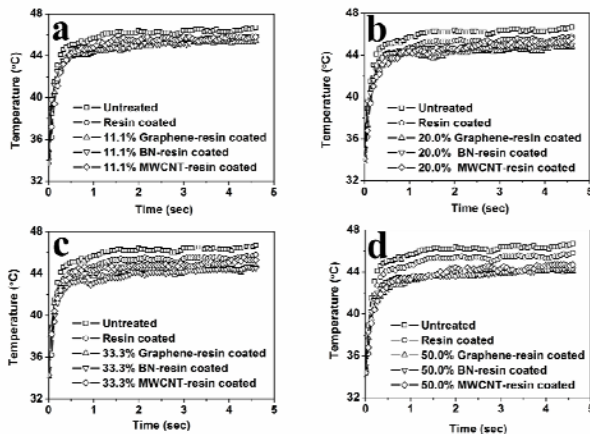 a
Temperature (°C)
48
44
40
36
32
Untreated
Resin coated
11.1% Graphene-resin coated
11.1% BN-resin coated
11.1% MWCNT-resin coated
0 1 2 3 4 5 6
Time (sec)
b
Temperature (°C)
48
44
40
36
32
Untreated
Resin coated
20.0% Graphene-resin coated
20.0% BN-resin coated
20.0% MWCNT-resin coated
0 1 2 3 4 5 6
Time (sec)
c
Temperature (°C)
48
44
40
36
32
Untreated
Resin coated
33.3% Graphene-resin coated
33.3% BN-resin coated
33.3% MWCNT-resin coated
0 1 2 3 4 5 6
Time (sec)
d
Temperature (°C)
48
44
40
36
32
Untreated
Resin coated
50.0% Graphene-resin coated
50.0% BN-resin coated
50.0% MWCNT-resin coated
0 1 2 3 4 5 6
Time (sec)